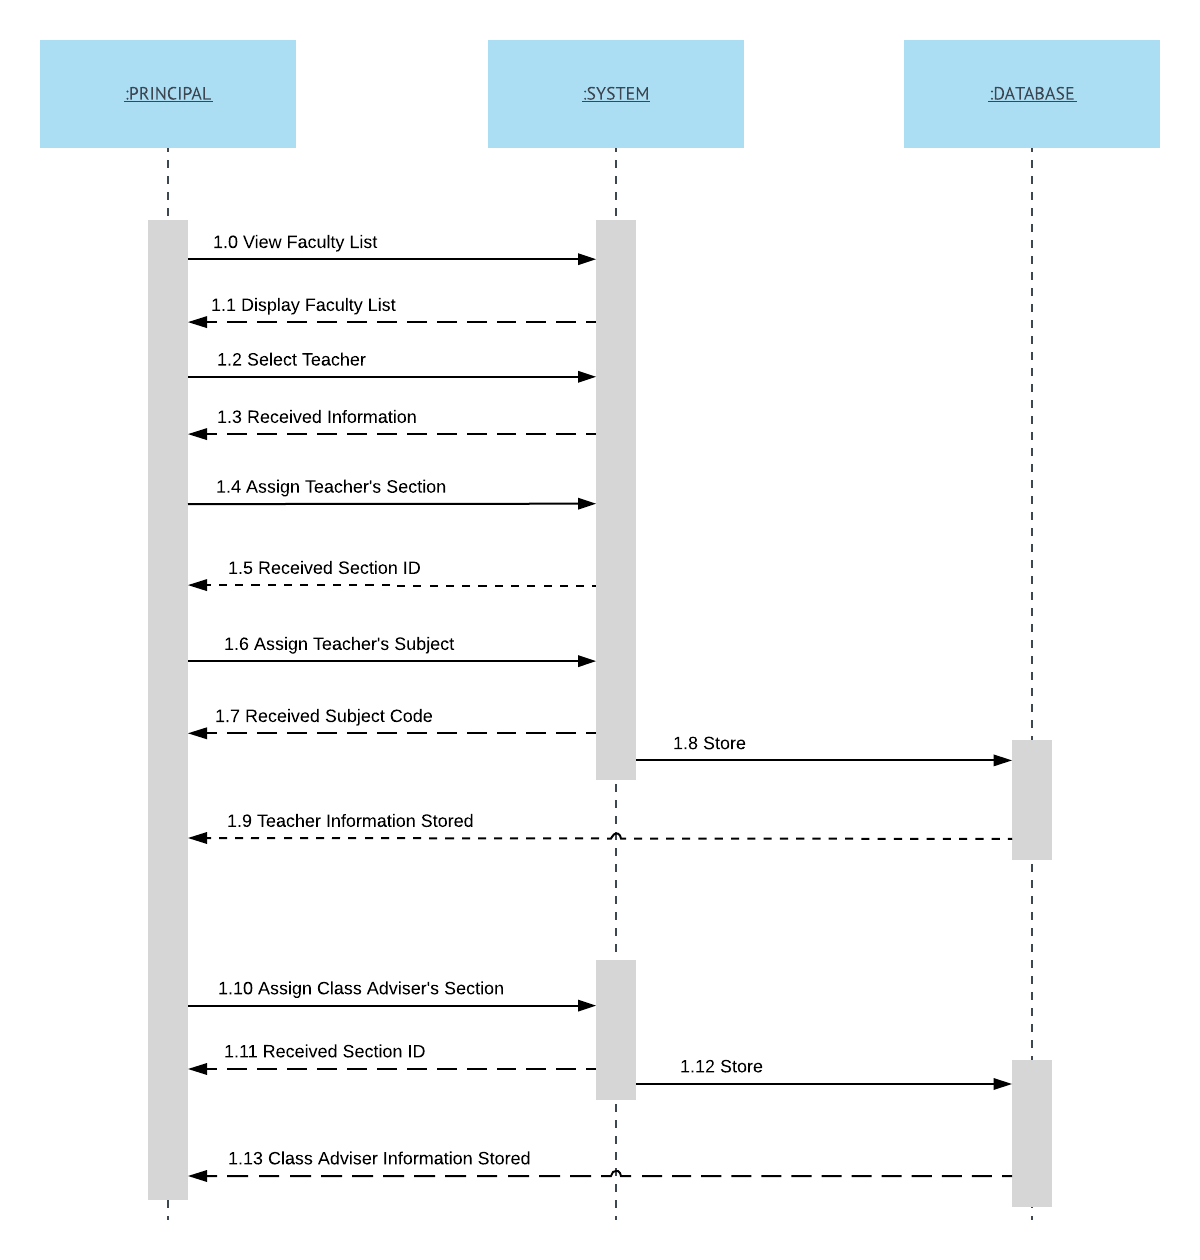 :PRINCIPAL
:SYSTEM
:DATABASE
1.0 View Faculty List
1.1 Display Faculty List
1.2 Select Teacher
1.3 Received Information
1.4 Assign Teacher's Section
1.5 Received Section ID
1.6 Assign Teacher's Subject
1.7 Received Subject Code
1.8 Store
1.9 Teacher Information Stored
1.10 Assign Class Adviser's Section
1.11 Received Section ID
1.12 Store
1.13 Class Adviser Information Stored